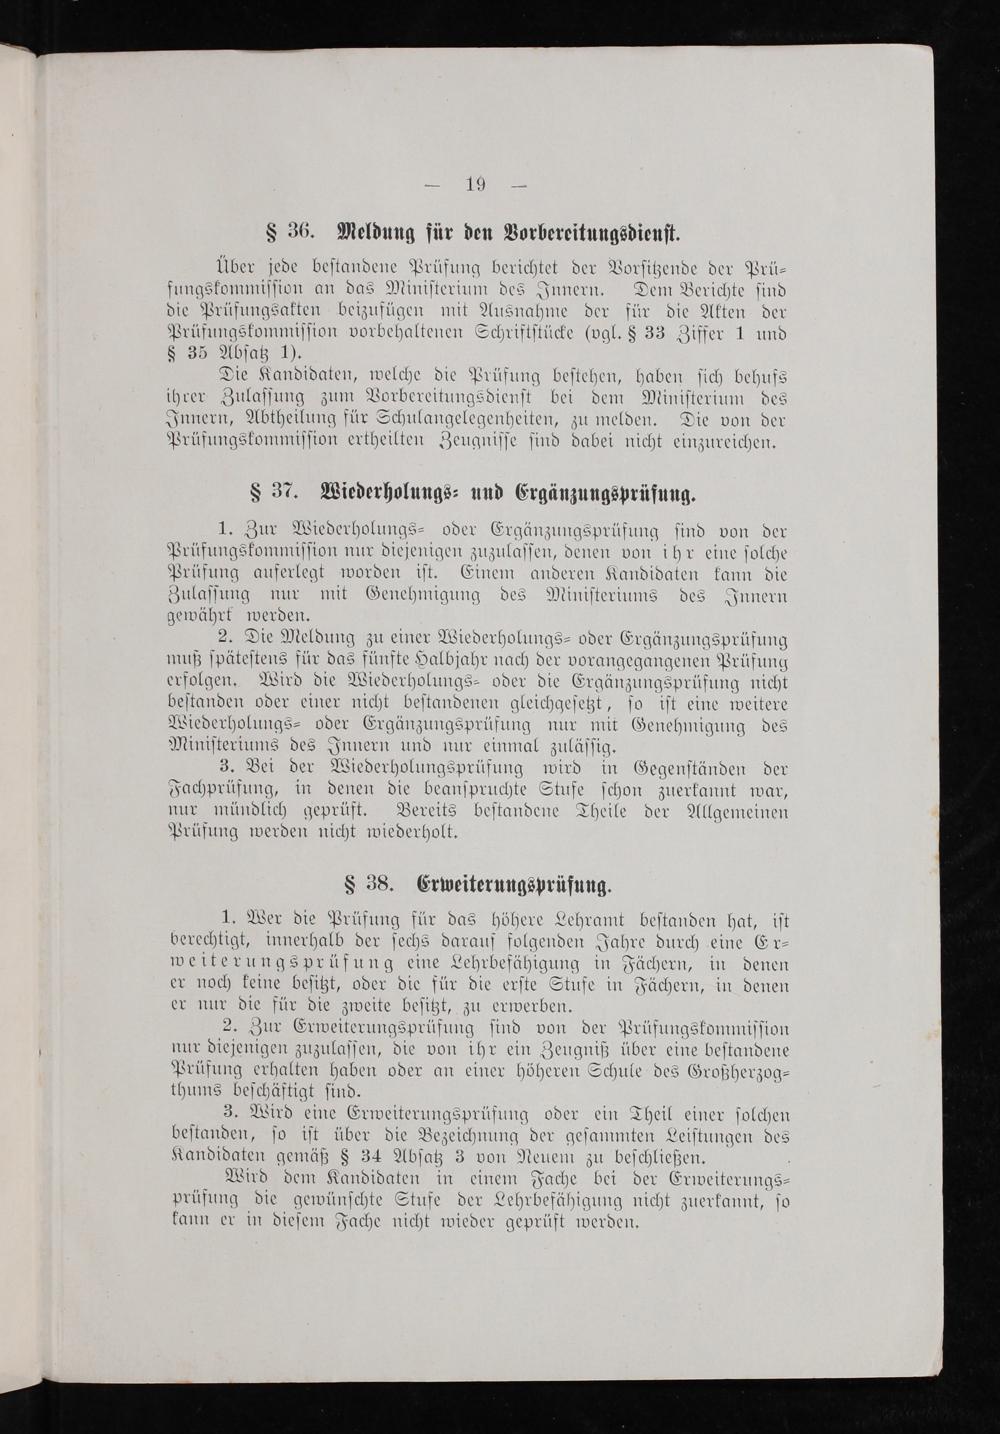 — 19 —
§ 36. Meldung für den Vorbereitungsdienst.
Über jede bestandene Prüfung berichtet der Vorsitzende der Prü-
fungskommission an das Ministerium des Innern. Dem Berichte sind
die Prüfungsakten beizufügen mit Ausnahme der für die Akten der
Prüfungskommission vorbehaltenen Schriftstücke (vgl. § 33 Ziffer 1 und
§ 35 Absatz 1).
Die Kandidaten, welche die Prüfung bestehen, haben sich behufs
ihrer Zulassung zum Vorbereitungsdienst bei dem Ministerium des
Innern, Abtheilung für Schulangelegenheiten, zu melden. Die von der
Prüfungskommission ertheilten Zeugnisse sind dabei nicht einzureichen.
§ 37. Wiederholungs- und Ergänzungsprüfung.
1. Zur Wiederholungs- oder Ergänzungsprüfung sind von der
Prüfungskommission nur diejenigen zuzulassen, denen von ihr eine solche
Prüfung auferlegt worden ist. Einem anderen Kandidaten kann die
Zulassung nur mit Genehmigung des Ministeriums des Innern
gewährt werden.
2. Die Meldung zu einer Wiederholungs- oder Ergänzungsprüfung
muß spätestens für das fünfte Halbjahr nach der vorangegangenen Prüfung
erfolgen. Wird die Wiederholungs- oder die Ergänzungsprüfung nicht
bestanden oder einer nicht bestandenen gleichgesetzt, so ist eine weitere
Wiederholungs- oder Ergänzungsprüfung nur mit Genehmigung des
Ministeriums des Innern und nur einmal zulässig.
3. Bei der Wiederholungsprüfung wird in Gegenständen der
Fachprüfung, in denen die beanspruchte Stufe schon zuerkannt war,
nur mündlich geprüft. Bereits bestandene Theile der Allgemeinen
Prüfung werden nicht wiederholt.
§ 38. Erweiterungsprüfung.
1. Wer die Prüfung für das höhere Lehramt bestanden hat, ist
berechtigt, innerhalb der sechs darauf folgenden Jahre durch eine Er-
weiterungsprüfung eine Lehrbefähigung in Fächern, in denen
er noch keine besitzt, oder die für die erste Stufe in Fächern, in denen
er nur die für die zweite besitzt, zu erwerben.
2. Zur Erweiterungsprüfung sind von der Prüfungskommission
nur diejenigen zuzulassen, die von ihr ein Zeugniß über eine bestandene
Prüfung erhalten haben oder an einer höheren Schule des Großherzog-
thums beschäftigt sind.
3. Wird eine Erweiterungsprüfung oder ein Theil einer solchen
bestanden, so ist über die Bezeichnung der gesammten Leistungen des
Kandidaten gemäß § 34 Absatz 3 von Neuem zu beschließen.
Wird dem Kandidaten in einem Fache bei der Erweiterungs-
prüfung die gewünschte Stufe der Lehrbefähigung nicht zuerkannt, so
kann er in diesem Fache nicht wieder geprüft werden.